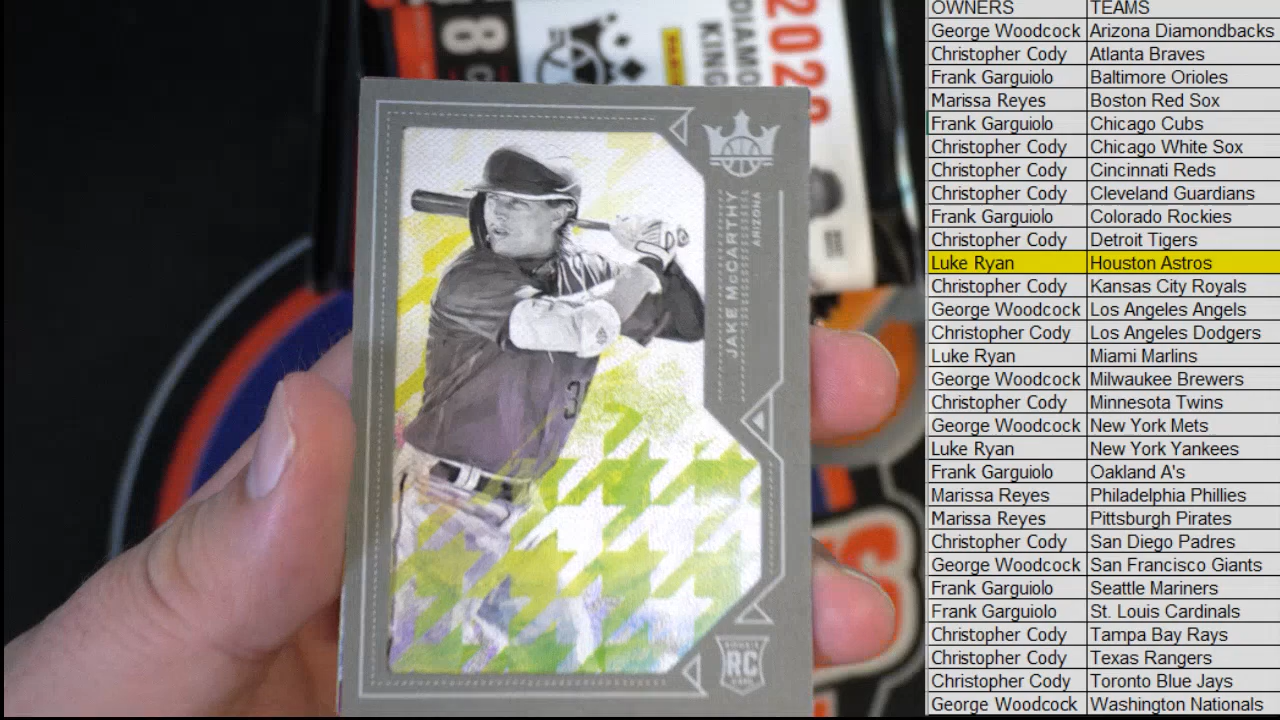 2022
DIAMO
KING
8
JAKE McCARTHY
ARIZONA
RC
OWNERS TEAMS
George Woodcock Arizona Diamondbacks
Christopher Cody Atlanta Braves
Frank Garguiolo Baltimore Orioles
Marissa Reyes Boston Red Sox
Frank Garguiolo Chicago Cubs
Christopher Cody Chicago White Sox
Christopher Cody Cincinnati Reds
Christopher Cody Cleveland Guardians
Frank Garguiolo Colorado Rockies
Christopher Cody Detroit Tigers
Luke Ryan Houston Astros
Christopher Cody Kansas City Royals
George Woodcock Los Angeles Angels
Christopher Cody Los Angeles Dodgers
Luke Ryan Miami Marlins
George Woodcock Milwaukee Brewers
Christopher Cody Minnesota Twins
George Woodcock New York Mets
Luke Ryan New York Yankees
Frank Garguiolo Oakland A's
Marissa Reyes Philadelphia Phillies
Marissa Reyes Pittsburgh Pirates
Christopher Cody San Diego Padres
George Woodcock San Francisco Giants
Frank Garguiolo Seattle Mariners
Frank Garguiolo St. Louis Cardinals
Christopher Cody Tampa Bay Rays
Christopher Cody Texas Rangers
Christopher Cody Toronto Blue Jays
George Woodcock Washington Nationals